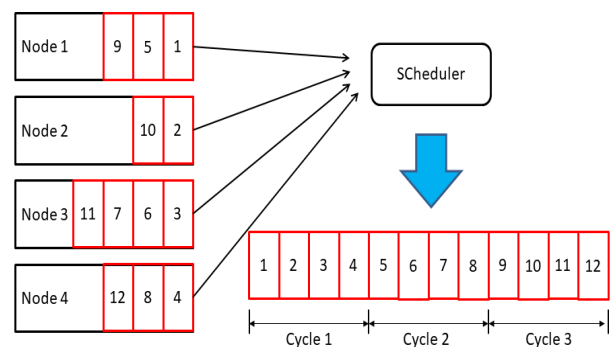 Node 1 9 5 1
SCheduler
Node 2 10 2
Node 3 11 7 6 3
Node 4 12 8 4
1 2 3 4 5 6 7 8 9 10 11 12
Cycle 1 Cycle 2 Cycle 3